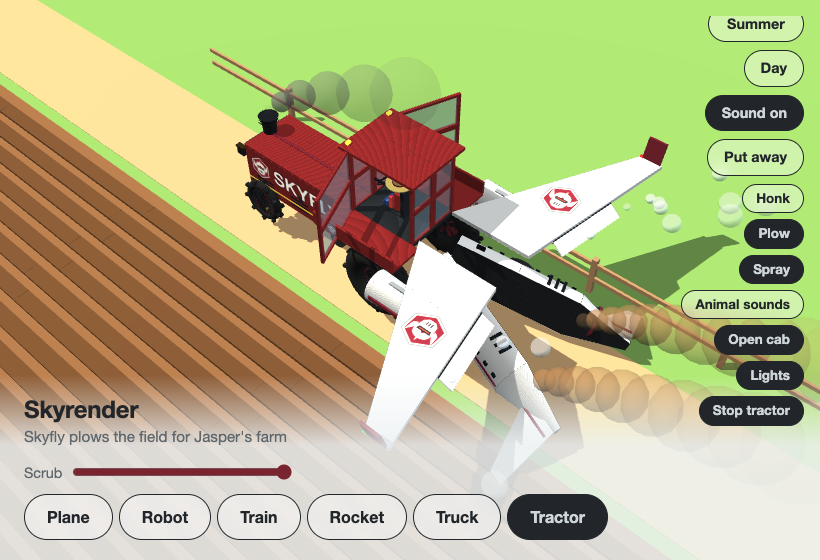 Summer
Day
Sound on
Put away
Honk
Plow
Spray
Animal sounds
Open cab
Lights
Stop tractor
Skyrender
Skyfly plows the field for Jasper's farm
Scrub
Plane
Robot
Train
Rocket
Truck
Tractor